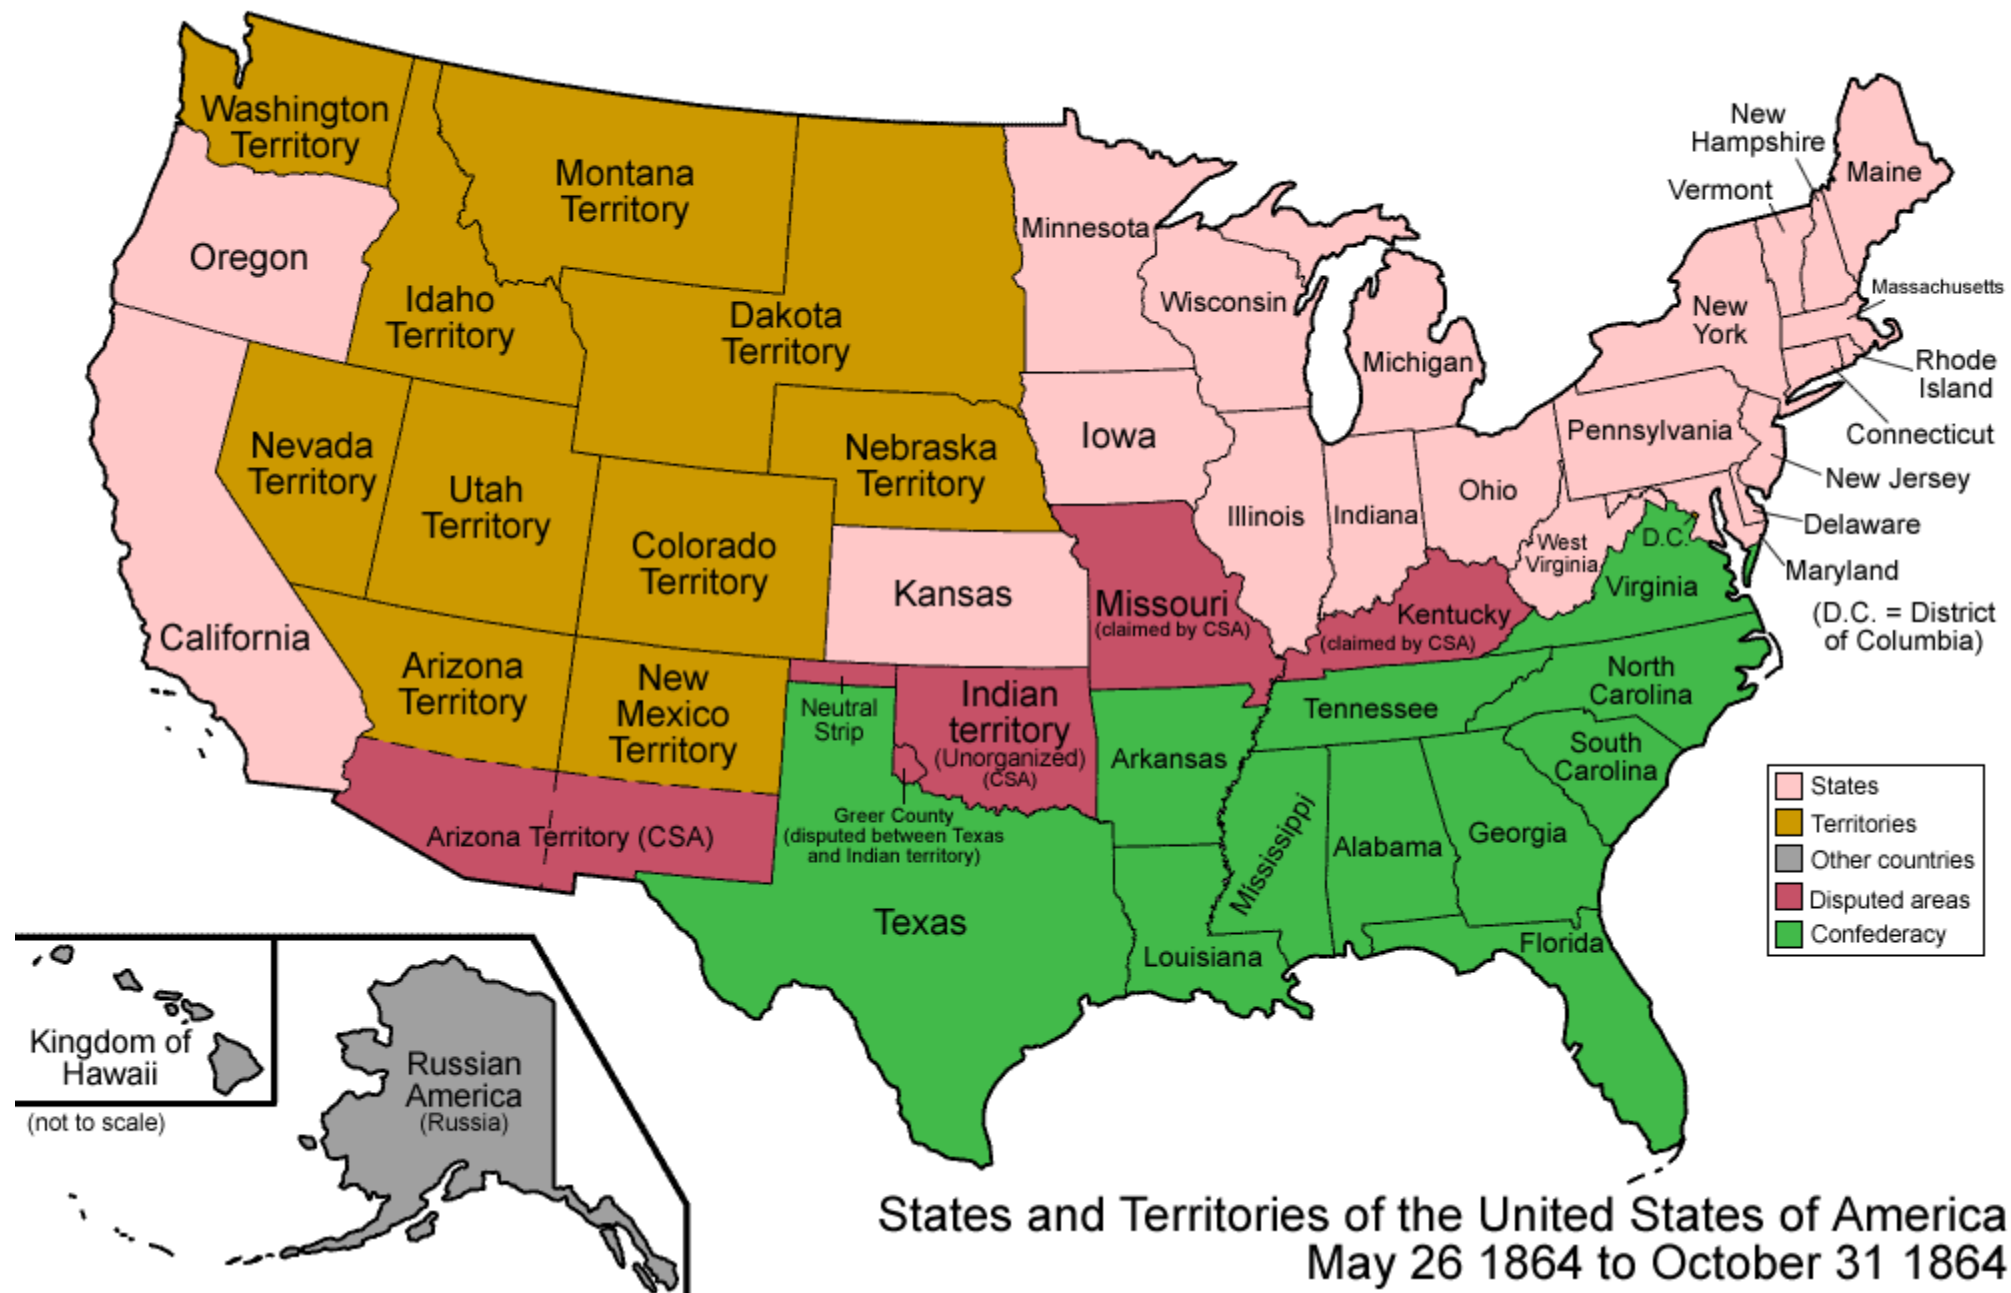 Washington
Territory
Montana
Territory
Oregon
Idaho
Territory
Dakota
Territory
Minnesota
Wisconsin
Michigan
New
Hampshire
Vermont
Maine
Massachusetts
New
York
Rhode
Island
Connecticut
Pennsylvania
New Jersey
Delaware
Maryland
(D.C. = District
of Columbia)
Nevada
Territory
Utah
Territory
Colorado
Territory
Nebraska
Territory
Iowa
Illinois
Indiana
Ohio
West
Virginia
D.C.
Virginia
Kansas
Missouri
(claimed by CSA)
Kentucky
(claimed by CSA)
California
Arizona
Territory
New
Mexico
Territory
Neutral
Strip
Indian
territory
(Unorganized)
(CSA)
Arkansas
Tennessee
North
Carolina
South
Carolina
Arizona Territory (CSA)
Greer County
(disputed between Texas
and Indian territory)
Mississippi
Alabama
Georgia
Texas
Louisiana
Florida
States
Territories
Other countries
Disputed areas
Confederacy
Kingdom of
Hawaii
(not to scale)
Russian
America
(Russia)
States and Territories of the United States of America
May 26 1864 to October 31 1864